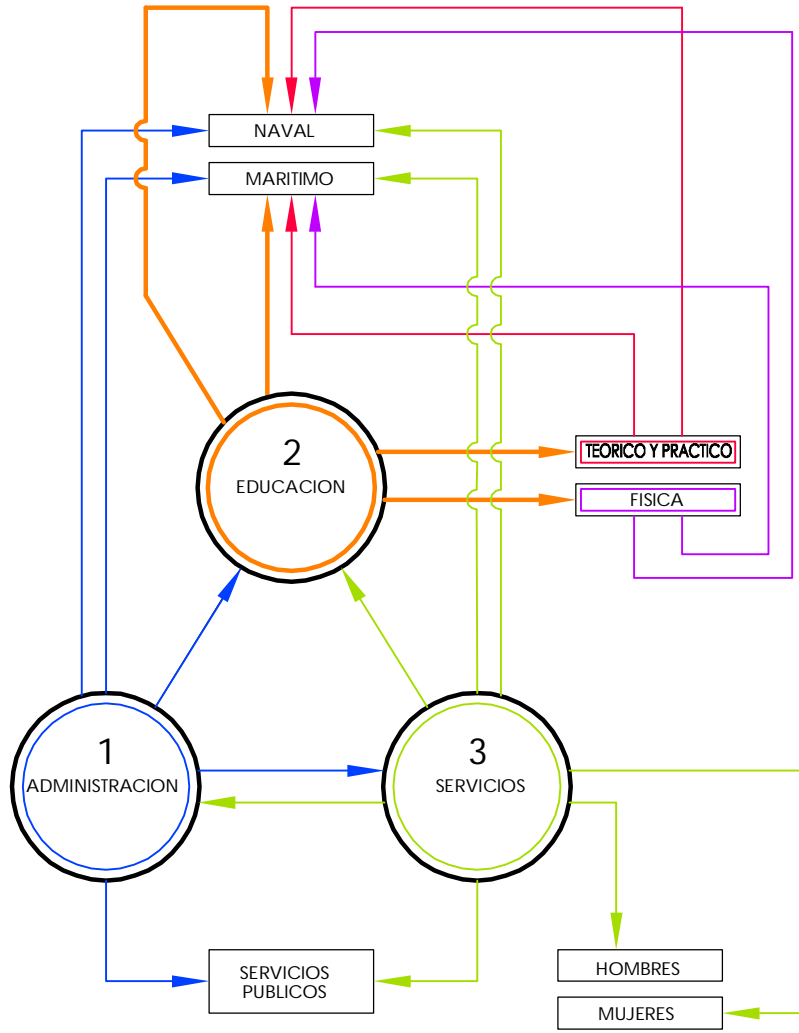 NAVAL
MARITIMO
2
EDUCACION
TEORICO Y PRACTICO
FISICA
1
ADMINISTRACION
3
SERVICIOS
SERVICIOS
PUBLICOS
HOMBRES
MUJERES